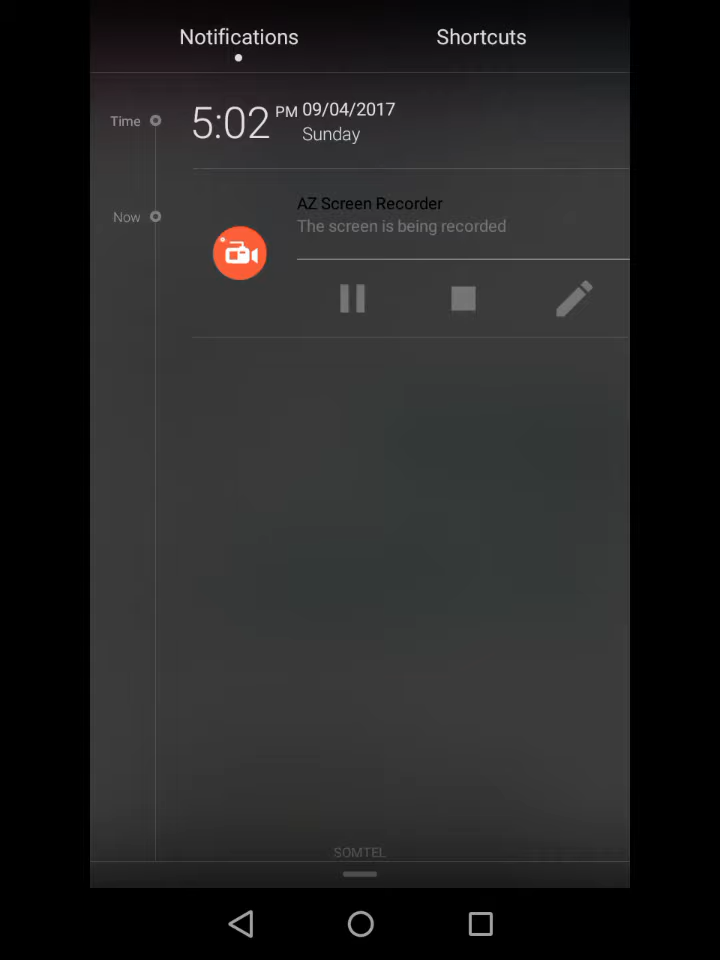 Notifications
Shortcuts
Time
5:02 PM 09/04/2017
Sunday
Now
AZ Screen Recorder
The screen is being recorded
SOMTEL